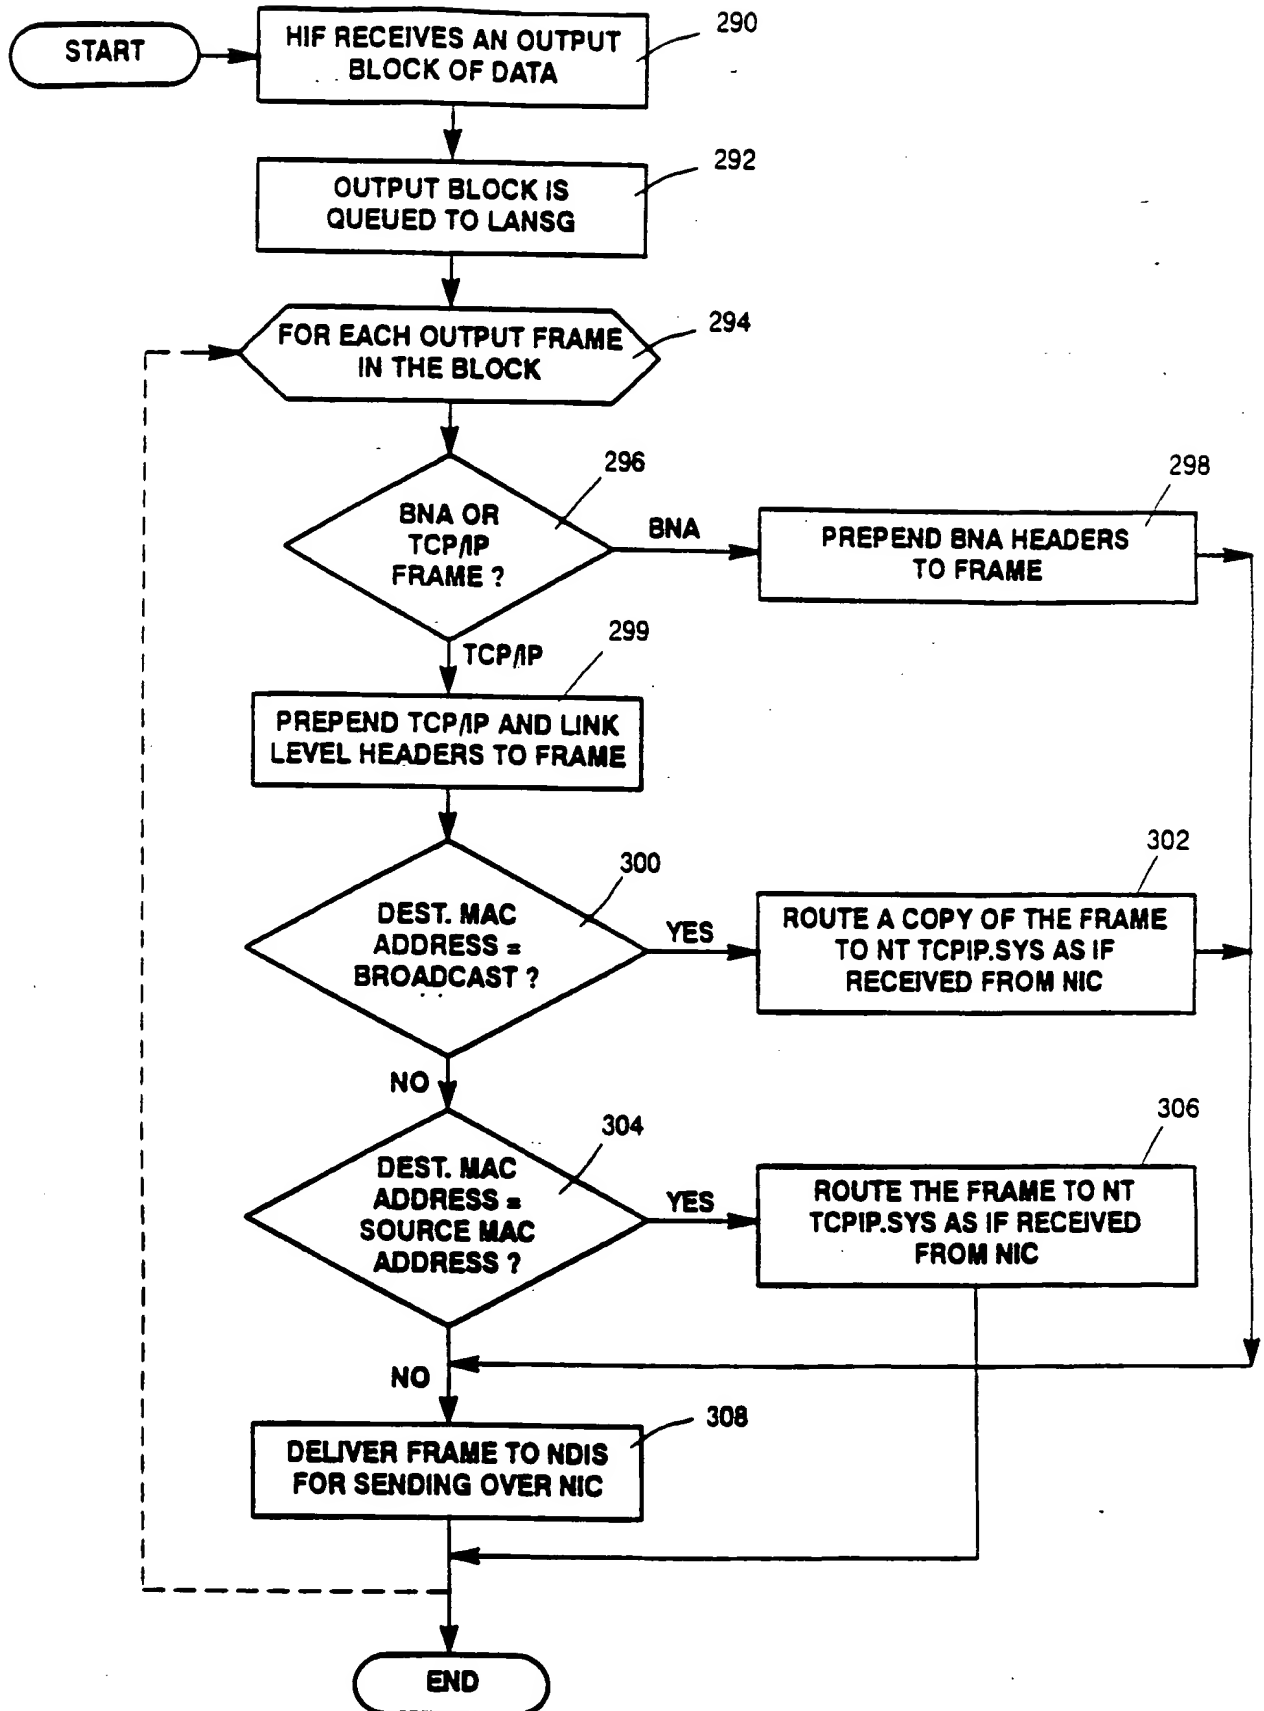 START
HIF RECEIVES AN OUTPUT
BLOCK OF DATA
290
OUTPUT BLOCK IS
QUEUED TO LANSG
292
FOR EACH OUTPUT FRAME
IN THE BLOCK
294
BNA OR
TCP/IP
FRAME ?
296
BNA
PREPEND BNA HEADERS
TO FRAME
298
TCP/IP
299
PREPEND TCP/IP AND LINK
LEVEL HEADERS TO FRAME
DEST. MAC
ADDRESS =
BROADCAST ?
300
YES
ROUTE A COPY OF THE FRAME
TO NT TCPIP.SYS AS IF
RECEIVED FROM NIC
302
NO
DEST. MAC
ADDRESS =
SOURCE MAC
ADDRESS ?
304
YES
ROUTE THE FRAME TO NT
TCPIP.SYS AS IF RECEIVED
FROM NIC
306
NO
DELIVER FRAME TO NDIS
FOR SENDING OVER NIC
308
END